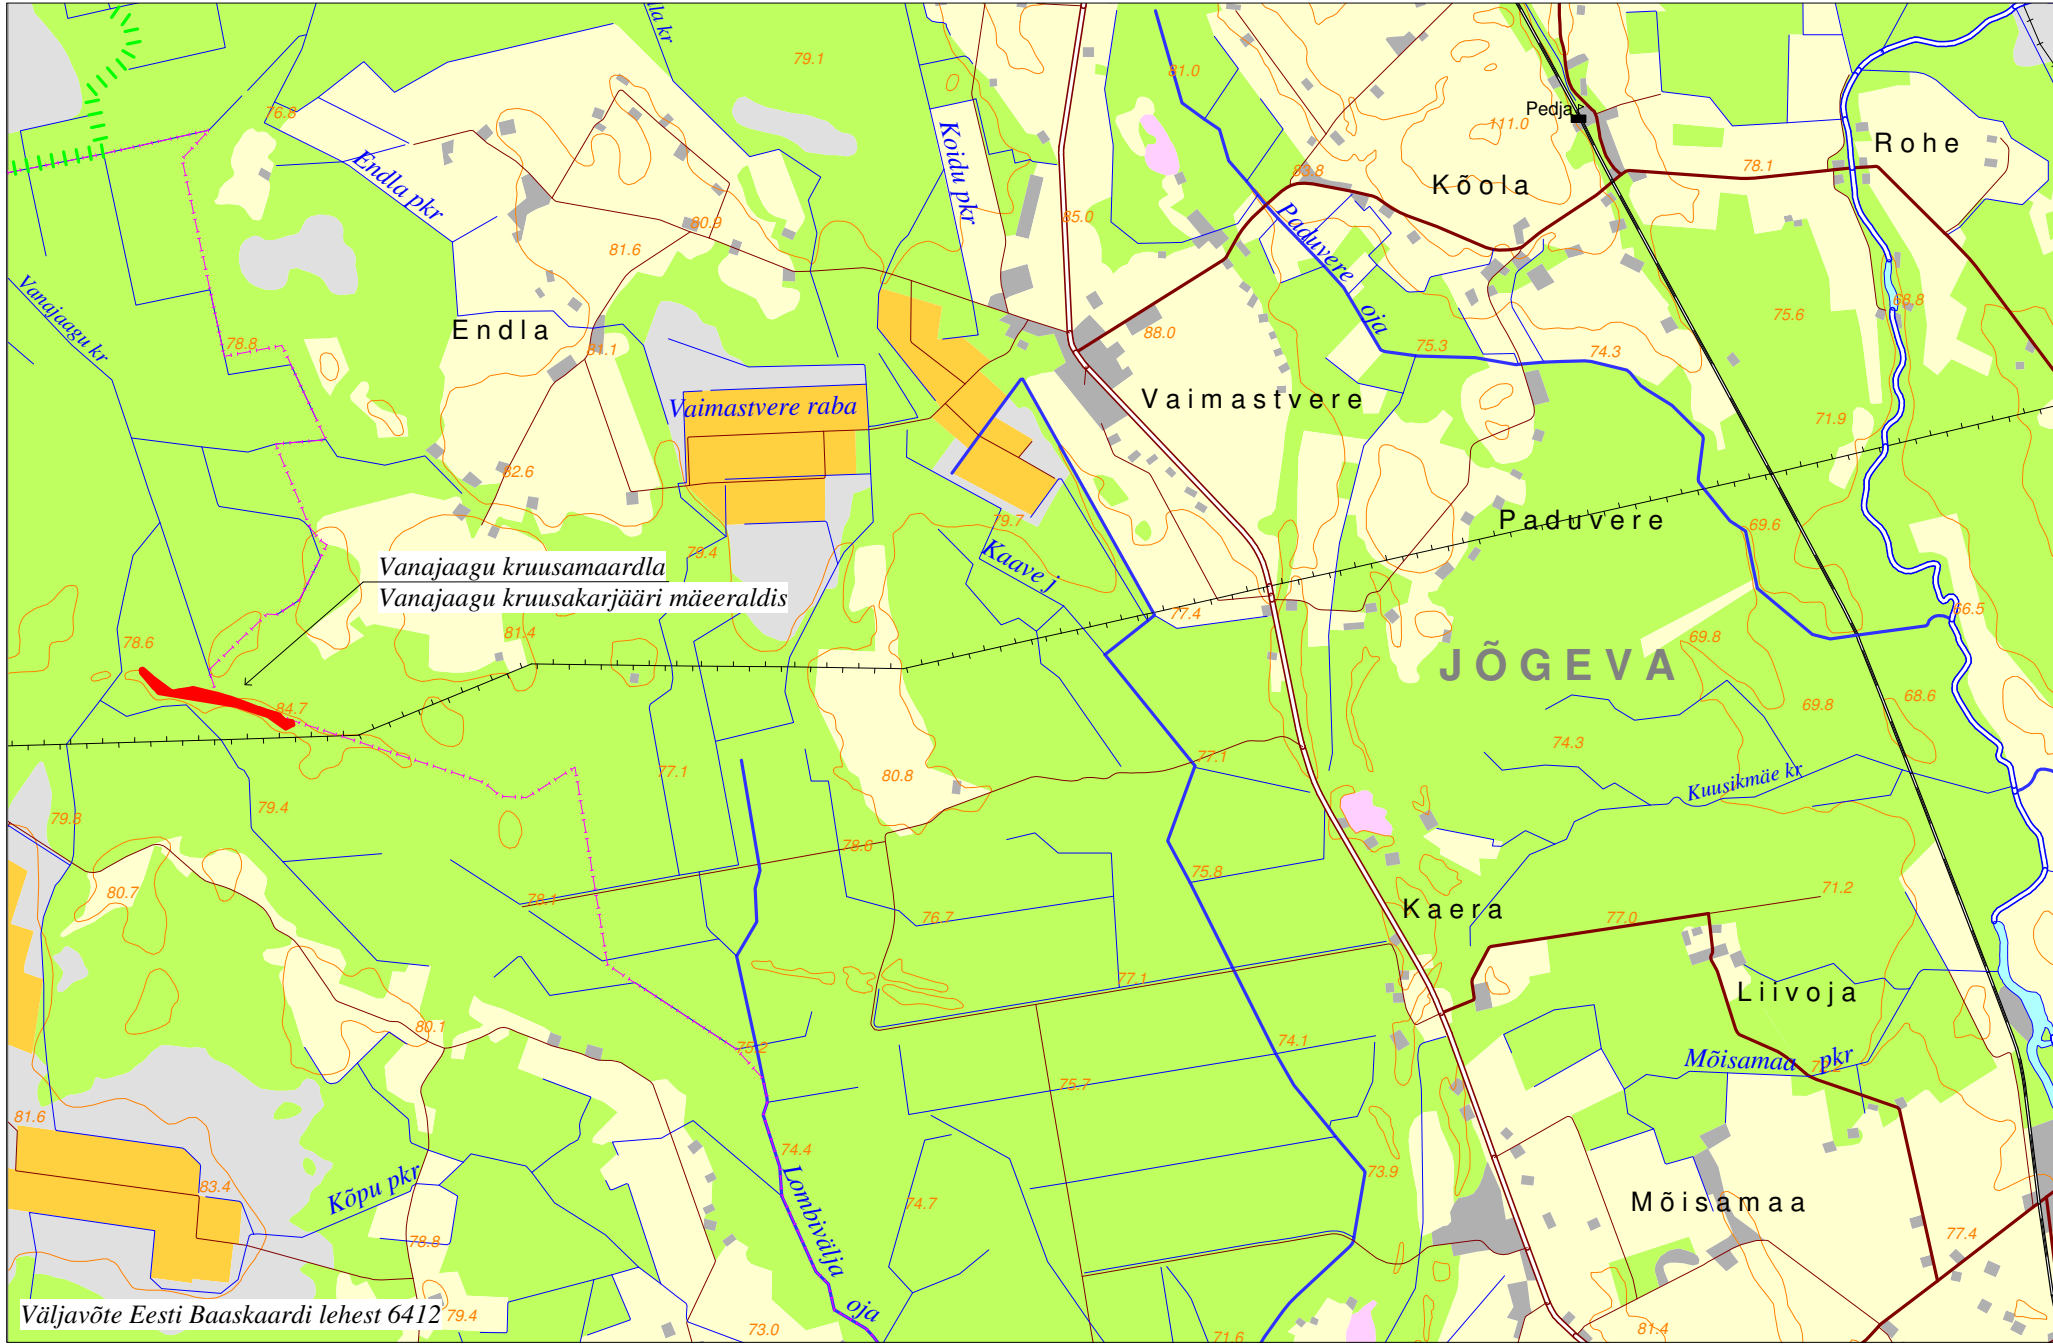 lla kr
79.1
81.0
76.8
Pedja
111.0
Rohe
Koidu pkr
Endla pkr
83.8
78.1
Kõola
80.9
85.0
81.6
Paduvere oja
Vanajaagu kr
68.8
75.6
Endla
88.0
78.8
81.1
75.3
74.3
Vaimastvere
Vaimastvere raba
71.9
82.6
79.7
Paduvere
69.6
79.4
Kaave j
Vanajaagu kruusamaardla
Vanajaagu kruusakarjääri mäeeraldis
77.4
66.5
78.6
81.4
69.8
JÕGEVA
84.7
69.8
68.6
74.3
77.1
77.1
80.8
Kuusikmäe kr
79.8
79.4
78.6
75.8
80.7
78.1
76.7
71.2
Kaera
77.0
77.1
Liivoja
80.1
75.2
74.1
Mõisamaa pkr
75.7
81.6
74.4
73.9
Kõpu pkr
83.4
74.7
Mõisamaa
Lombivälja oja
78.8
77.4
Väljavõte Eesti Baaskaardi lehest 6412
79.4
73.0
71.6
81.4